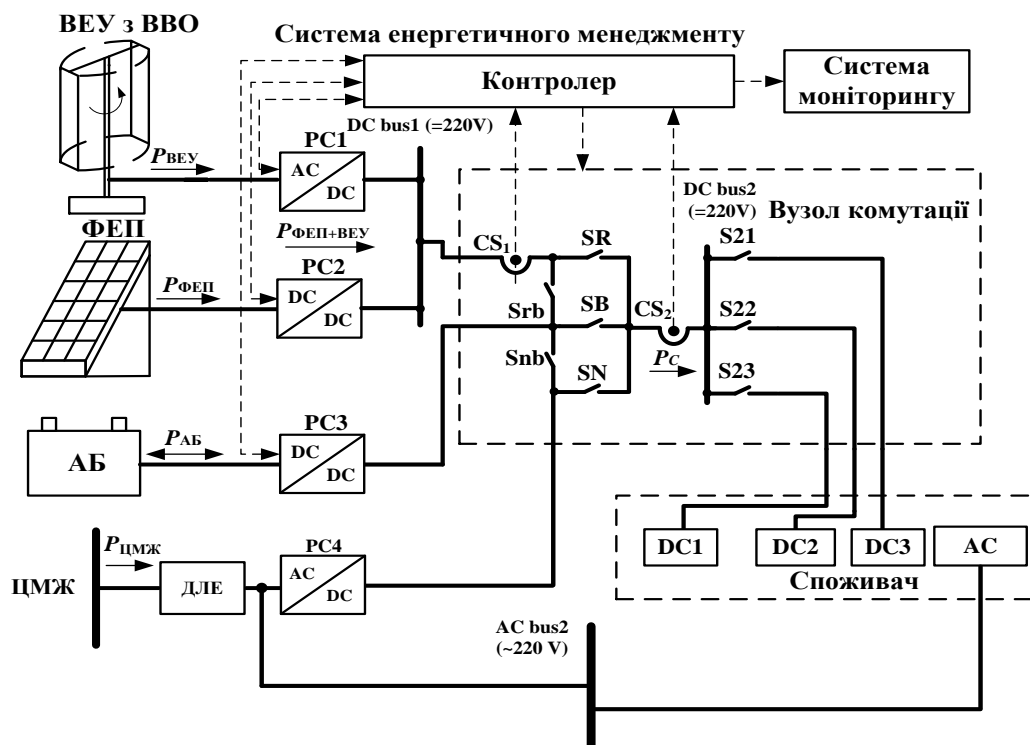 ВЕУ з ВВО
Система енергетичного менеджменту
Контролер
Система
моніторингу
DC bus1 (=220V)
PC1
AC
DC
PВЕУ
DC bus2
(=220V)
Вузол комутації
PФЕП+ВЕУ
CS1
SR
S21
ФЕП
PC2
DC
DC
PФЕП
Srb
SB
CS2
S22
Snb
SN
PC
S23
PАБ
АБ
PC3
DC
DC
PЦМЖ
ЦМЖ
ДЛЕ
PC4
AC
DC
DC1
DC2
DC3
AC
Споживач
AC bus2
(~220 V)